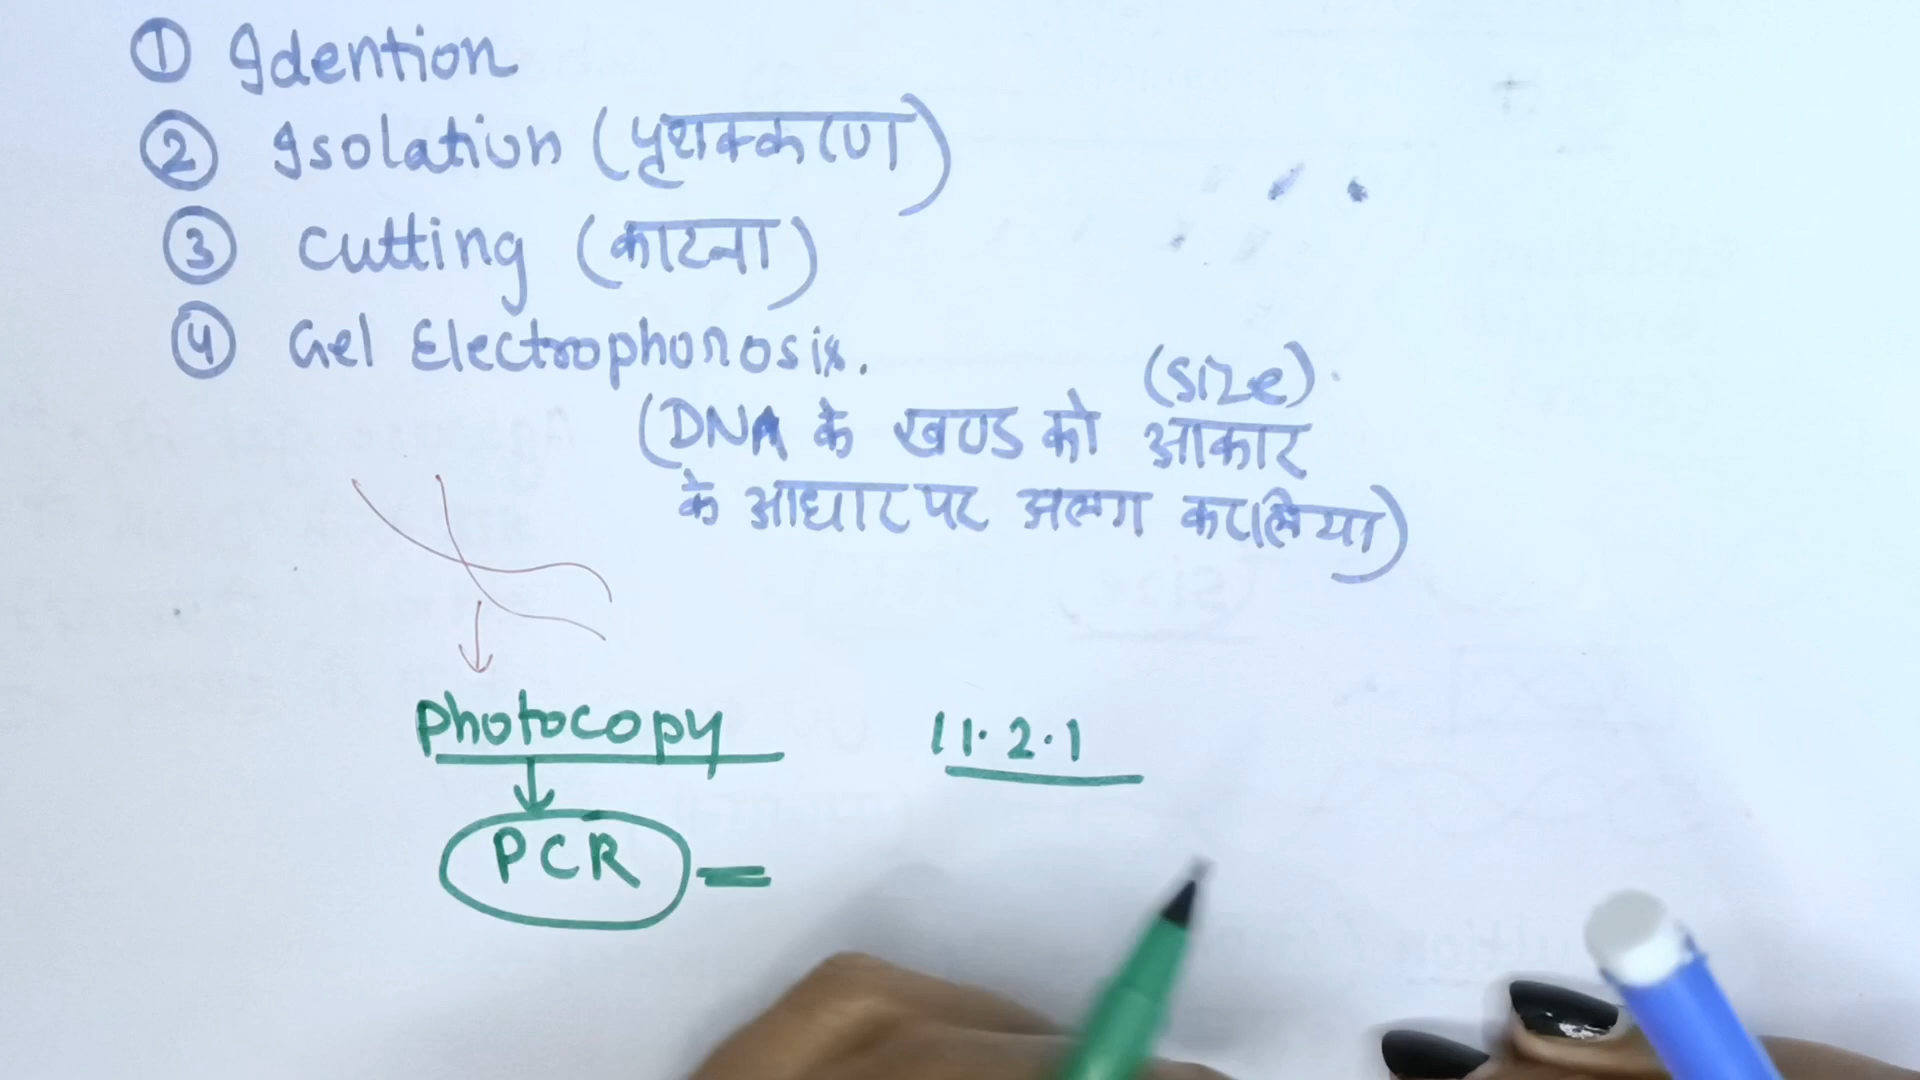 ① Idention
② Isolation (पृथक्करण)
③ Cutting (काटना)
④ Gel Electrophorosis.
(size)
(DNA के खण्ड को आकार
के आधार पर अलग कर लिया)
Photocopy
11.2.1
PCR =